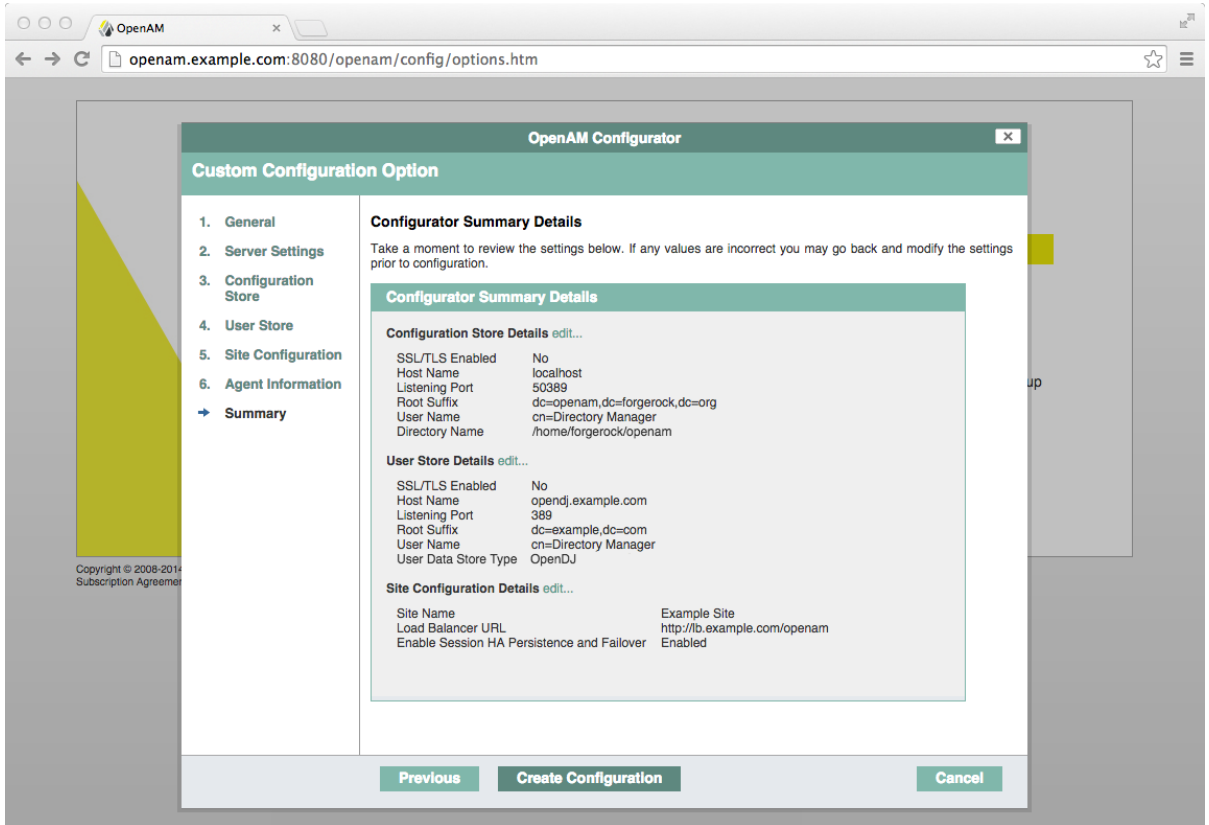 OpenAM
openam.example.com:8080/openam/config/options.htm
OpenAM Configurator
Custom Configuration Option
1. General
2. Server Settings
3. Configuration
Store
4. User Store
5. Site Configuration
6. Agent Information
Summary
Configurator Summary Details
Take a moment to review the settings below. If any values are incorrect you may go back and modify the settings
prior to configuration.
Configurator Summary Details
Configuration Store Details edit...
SSL/TLS Enabled No
Host Name localhost
Listening Port 50389
Root Suffix dc=openam,dc=forgerock,dc=org
User Name cn=Directory Manager
Directory Name /home/forgerock/openam
User Store Details edit...
SSL/TLS Enabled No
Host Name opendj.example.com
Listening Port 389
Root Suffix dc=example,dc=com
User Name cn=Directory Manager
User Data Store Type OpenDJ
Site Configuration Details edit...
Site Name Example Site
Load Balancer URL http://lb.example.com/openam
Enable Session HA Persistence and Failover Enabled
Previous
Create Configuration
Cancel
up
Copyright © 2008-2014
Subscription Agreemer